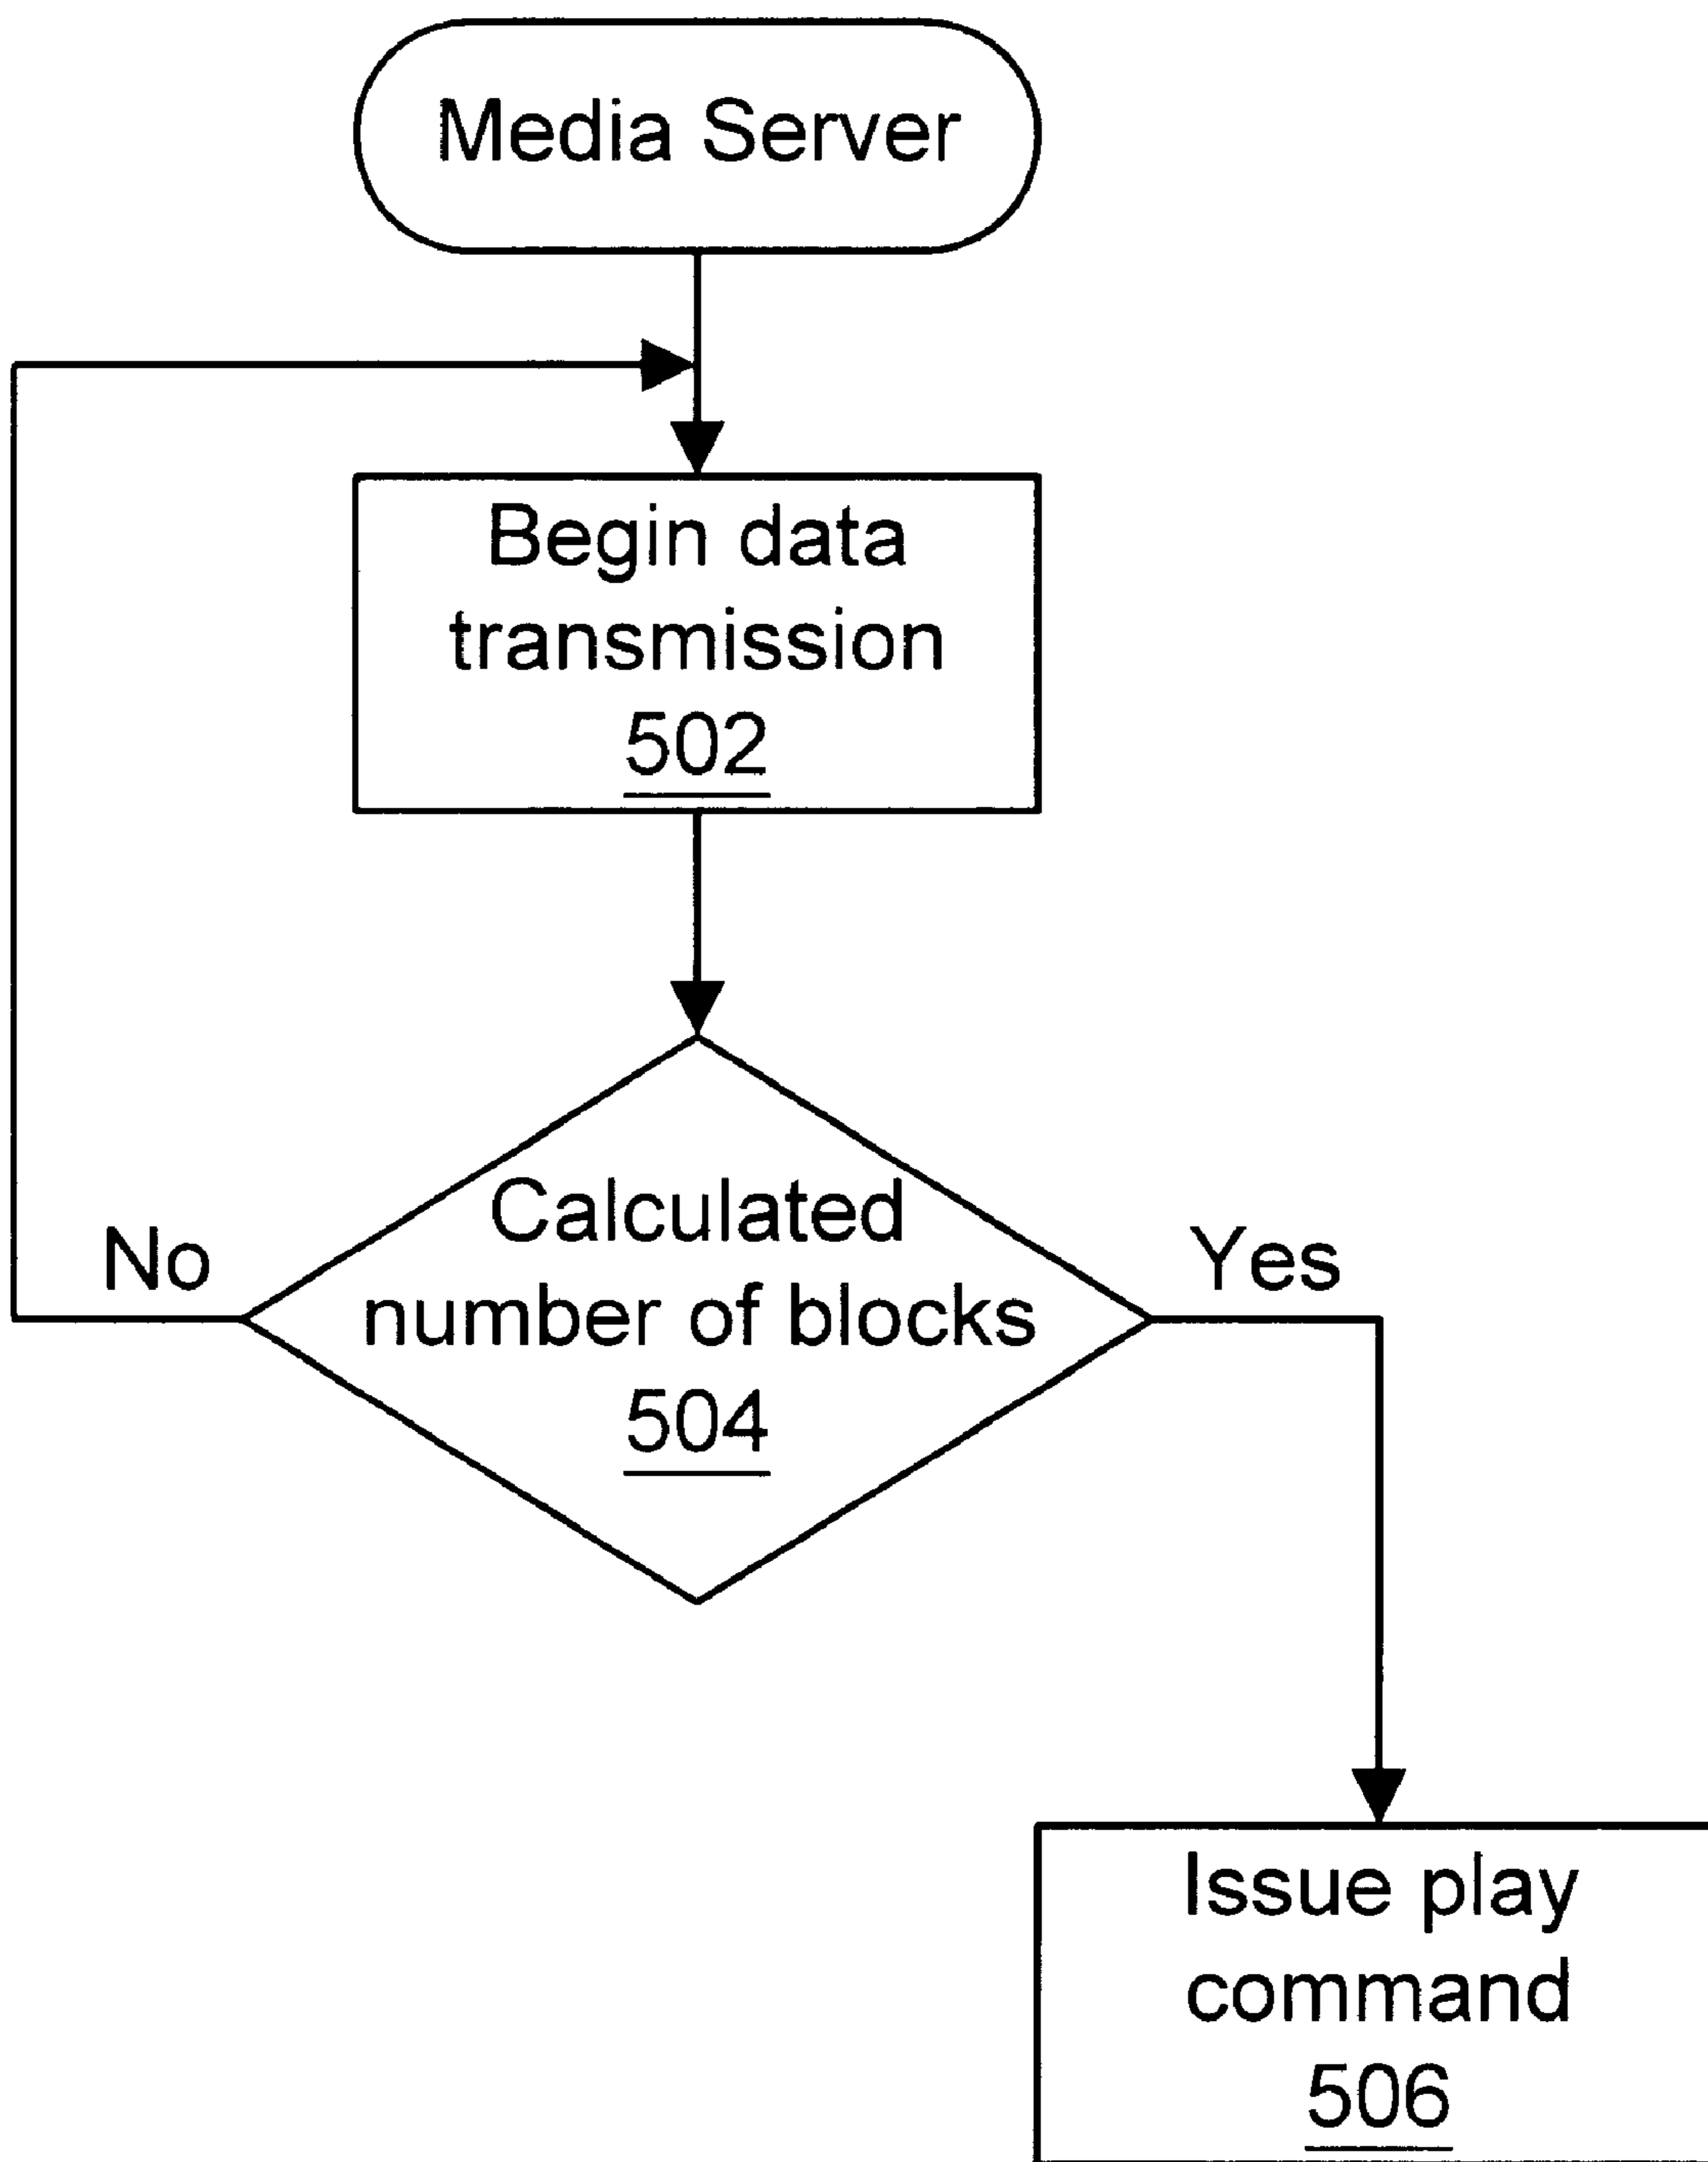 Media Server
Begin data
transmission
502
Calculated
number of blocks
504
No
Yes
Issue play
command
506